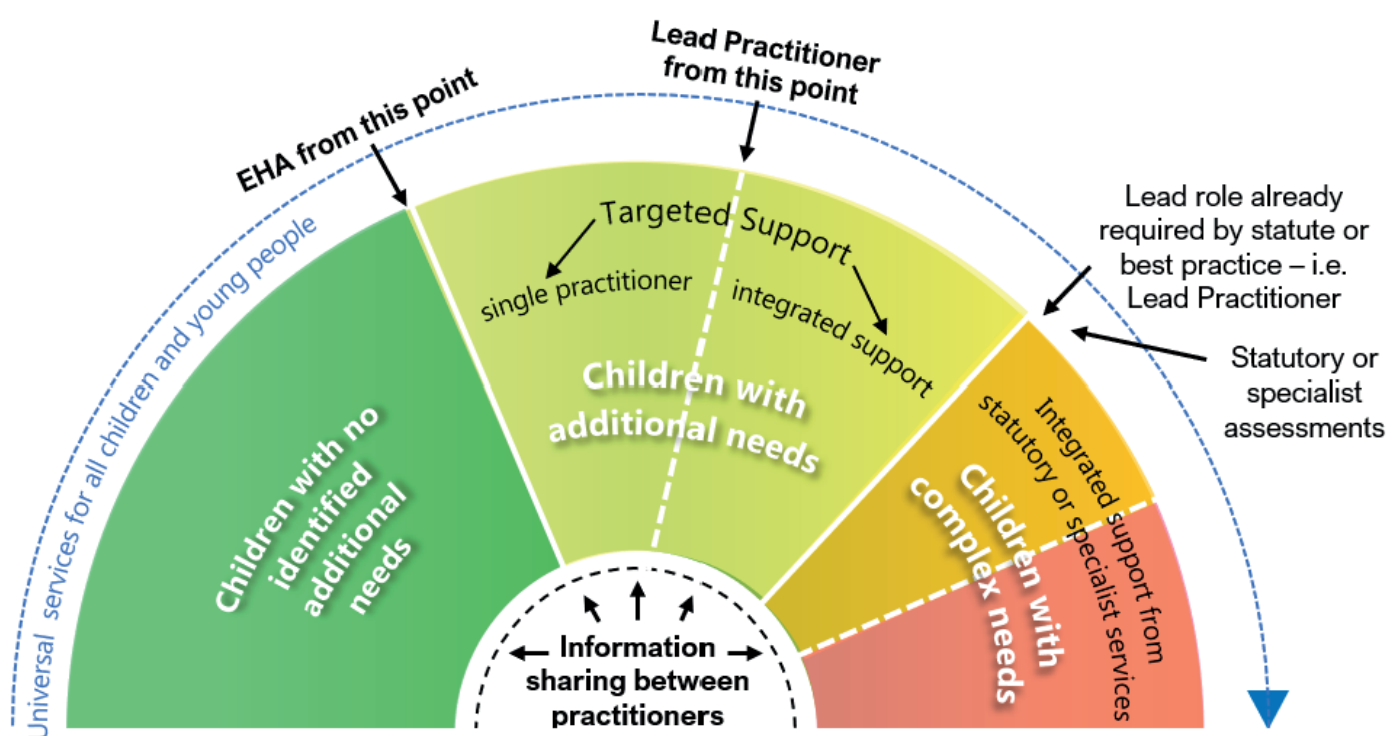 Lead Practitioner
from this point
EHA from this point
Universal services for all children and young people
Targeted Support
single practitioner
integrated support
Children with
additional needs
Children with no
identified
additional
needs
Lead role already
required by statute or
best practice – i.e.
Lead Practitioner
Statutory or
specialist
assessments
Integrated support from
statutory or specialist services
Children with
complex needs
Information
sharing between
practitioners